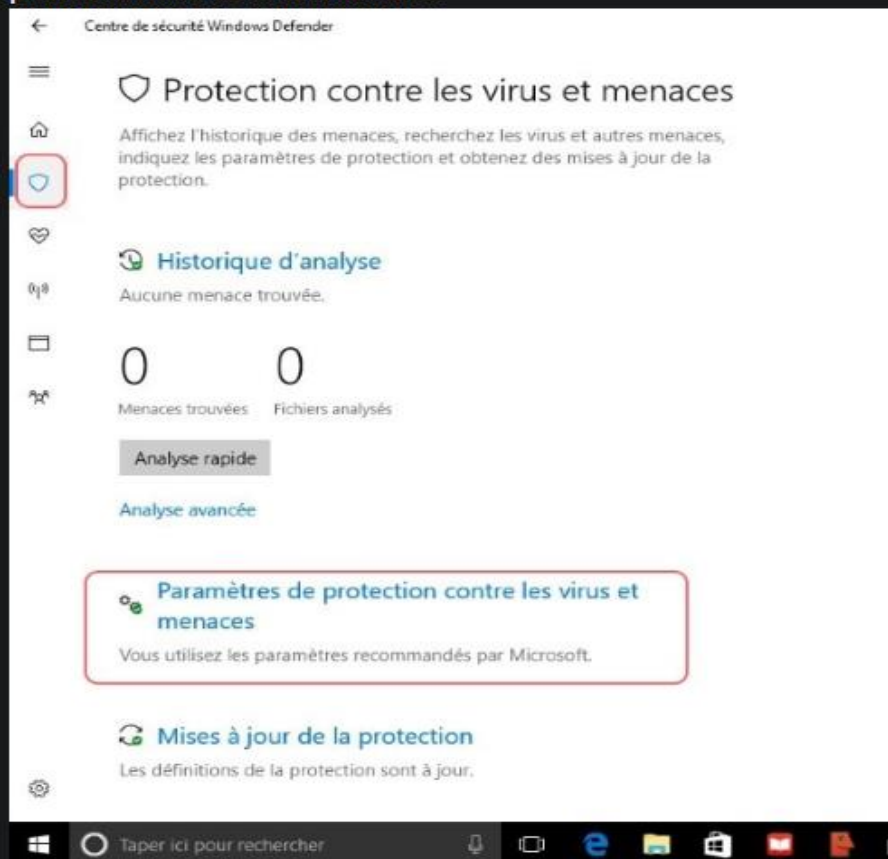 Centre de sécurité Windows Defender
Protection contre les virus et menaces
Affichez l'historique des menaces, recherchez les virus et autres menaces,
indiquez les paramètres de protection et obtenez des mises à jour de la
protection.
Historique d'analyse
Aucune menace trouvée.
0 0
Menaces trouvées Fichiers analysés
Analyse rapide
Analyse avancée
Paramètres de protection contre les virus et
menaces
Vous utilisez les paramètres recommandés par Microsoft.
Mises à jour de la protection
Les définitions de la protection sont à jour.
Taper ici pour rechercher